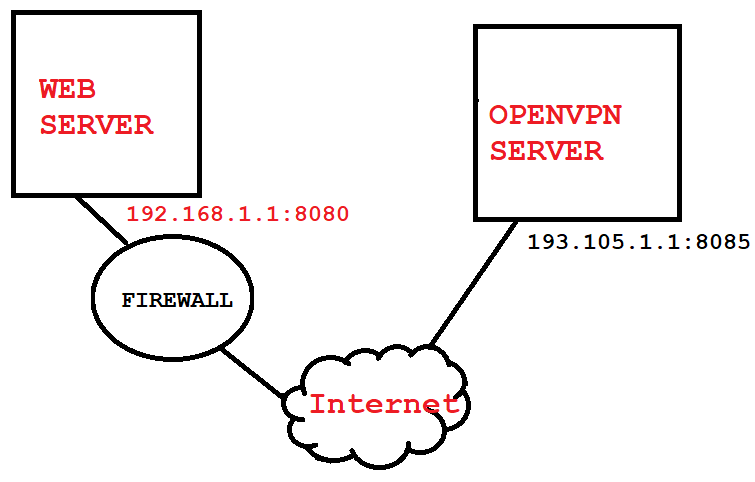 WEB
SERVER
OPENVPN
SERVER
192.168.1.1:8080
193.105.1.1:8085
FIREWALL
Internet